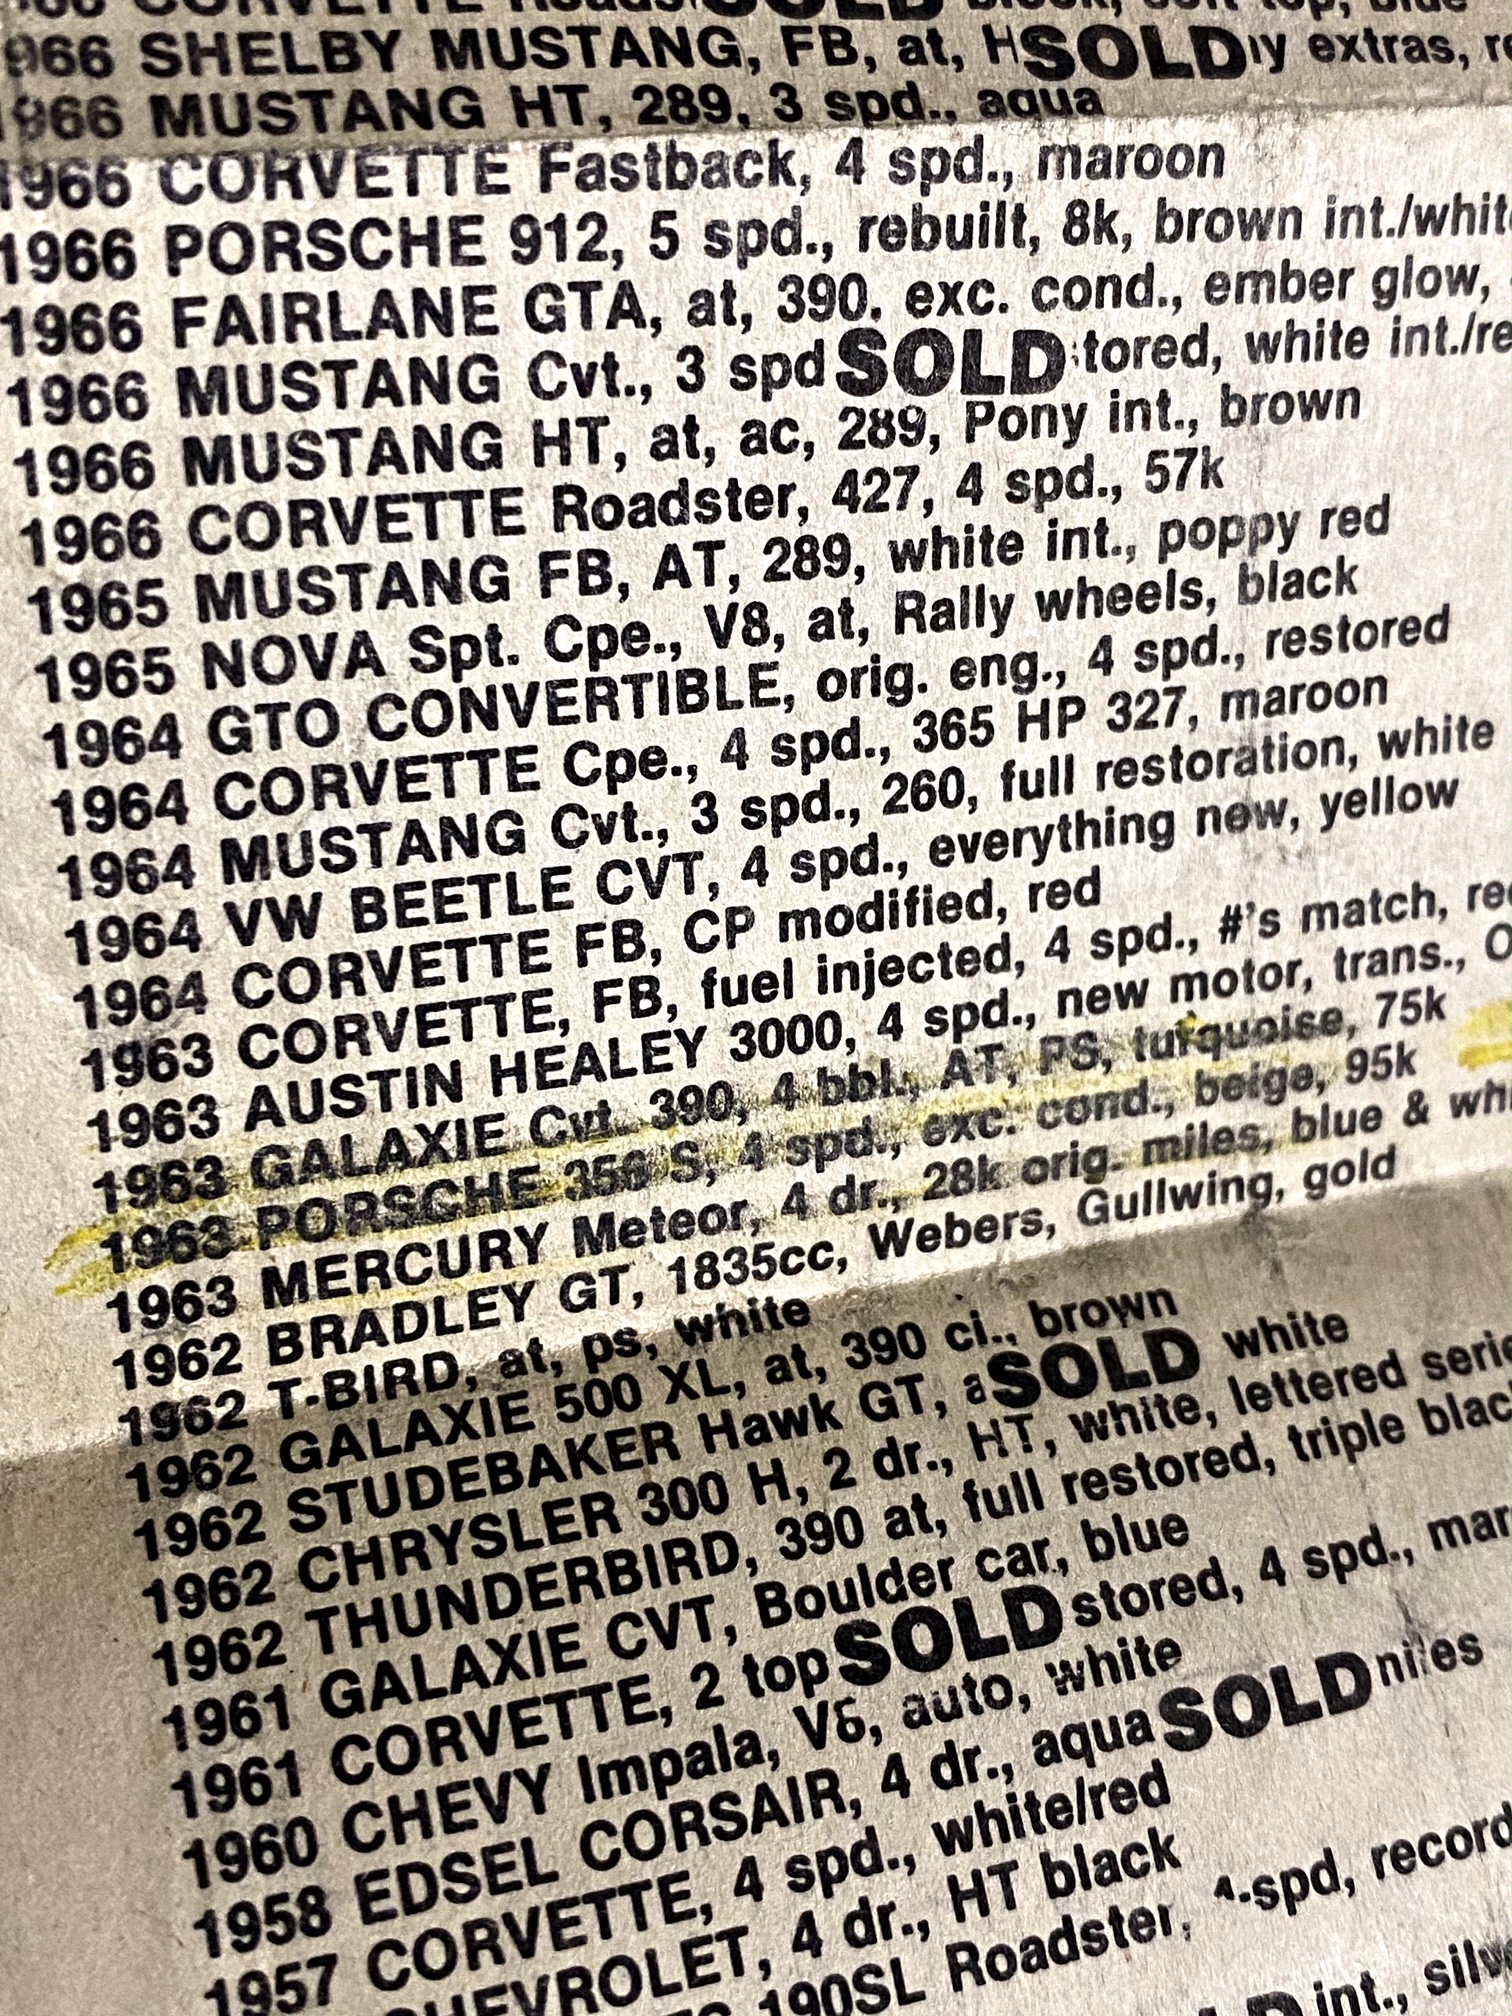 CORVETTE SOLD
966 SHELBY MUSTANG, FB, at, H SOLD ny extras, r
1966 MUSTANG HT, 289, 3 spd., aqua
1966 CORVETTE Fastback, 4 spd., maroon
1966 PORSCHE 912, 5 spd., rebuilt, 8k, brown int./whit
1966 FAIRLANE GTA, at, 390. exc. cond., ember glow,
1966 MUSTANG Cvt., 3 spd SOLD tored, white int./re
1966 MUSTANG HT, at, ac, 289, Pony int., brown
1966 CORVETTE Roadster, 427, 4 spd., 57k
1965 MUSTANG FB, AT, 289, white int., poppy red
1965 NOVA Spt. Cpe., V8, at, Rally wheels, black
1964 GTO CONVERTIBLE, orig. eng., 4 spd., restored
1964 CORVETTE Cpe., 4 spd., 365 HP 327, maroon
1964 MUSTANG Cvt., 3 spd., 260, full restoration, white
1964 VW BEETLE CVT, 4 spd., everything new, yellow
1964 CORVETTE FB, CP modified, red
1963 CORVETTE, FB, fuel injected, 4 spd., #'s match, re
1963 AUSTIN HEALEY 3000, 4 spd., new motor, trans., O
1963 GALAXIE Cvt. 390, 4 bbl., AT, PS, turquoise, 75k
1963 PORSCHE 356 S, 4 spd., exc. cond., beige, 95k
1963 MERCURY Meteor, 4 dr., 28k orig. miles, blue & wh
1962 BRADLEY GT, 1835cc, Webers, Gullwing, gold
1962 T-BIRD, at, ps, white
1962 GALAXIE 500 XL, at, 390 ci., brown
1962 STUDEBAKER Hawk GT, a SOLD white
1962 CHRYSLER 300 H, 2 dr., HT, white, lettered serie
1962 THUNDERBIRD, 390 at, full restored, triple blac
1961 GALAXIE CVT, Boulder car, blue
1961 CORVETTE, 2 top SOLD stored, 4 spd., mar
1960 CHEVY Impala, V8, auto, white
1958 EDSEL CORSAIR, 4 dr., aqua SOLD niles
1957 CORVETTE, 4 spd., white/red
CHEVROLET, 4 dr., HT black
190SL Roadster, 4-spd, record
int., silv